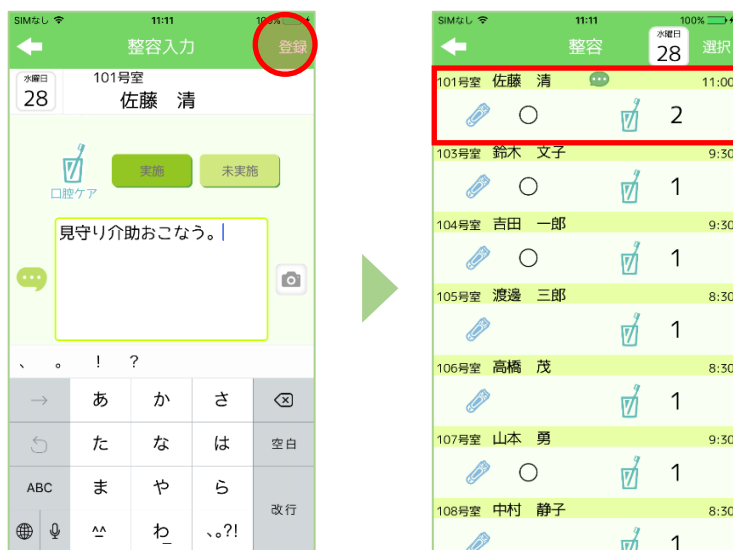 SIMなし 11:11 100%
整容入力 登録
水曜日
28
101号室
佐藤 清
口腔ケア
実施 未実施
見守り介助おこなう。
、 。 ! ?
→ あ か さ
た な は 空白
ABC ま や ら
^^ わ 、。?! 改行
SIMなし 11:11 100%
整容 水曜日 28 選択
101号室 佐藤 清 11:00
○ 2
103号室 鈴木 文子 9:30
○ 1
104号室 吉田 一郎 9:30
○ 1
105号室 渡邊 三郎 8:30
1
106号室 高橋 茂 8:30
1
107号室 山本 勇 9:30
○ 1
108号室 中村 静子 8:30
1